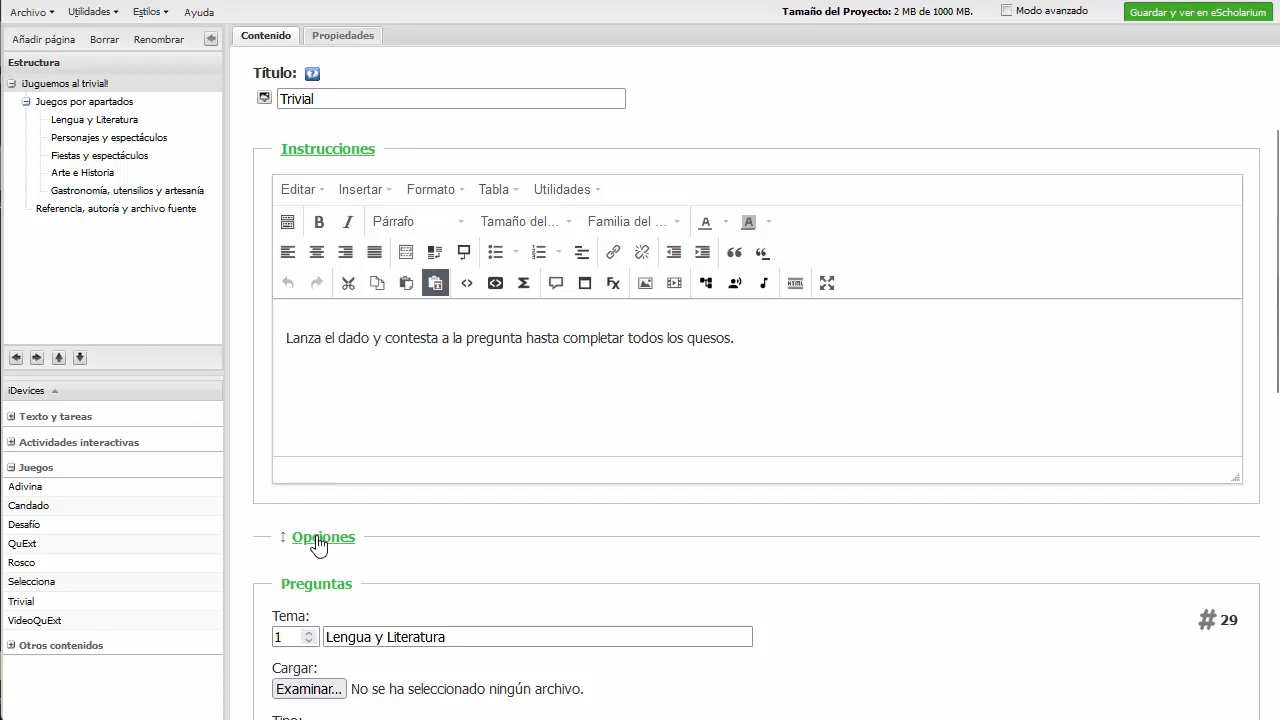 Archivo Utilidades Estilos Ayuda Tamaño del Proyecto: 2 MB de 1000 MB. Modo avanzado Guardar y ver en eScholarium
Añadir página Borrar Renombrar
Estructura
¡Juguemos al trivial!
Juegos por apartados
Lengua y Literatura
Personajes y espectáculos
Fiestas y espectáculos
Arte e Historia
Gastronomía, utensilios y artesanía
Referencia, autoría y archivo fuente
iDevices
Texto y tareas
Actividades interactivas
Juegos
Adivina
Candado
Desafío
QuExt
Rosco
Selecciona
Trivial
VideoQuExt
Otros contenidos
Contenido Propiedades
Título:
Trivial
Instrucciones
Editar Insertar Formato Tabla Utilidades
B I Párrafo Tamaño del... Familia del ... A A
Fx HTML
Lanza el dado y contesta a la pregunta hasta completar todos los quesos.
Opciones
Preguntas
Tema:
# 29
1 Lengua y Literatura
Cargar:
Examinar... No se ha seleccionado ningún archivo.